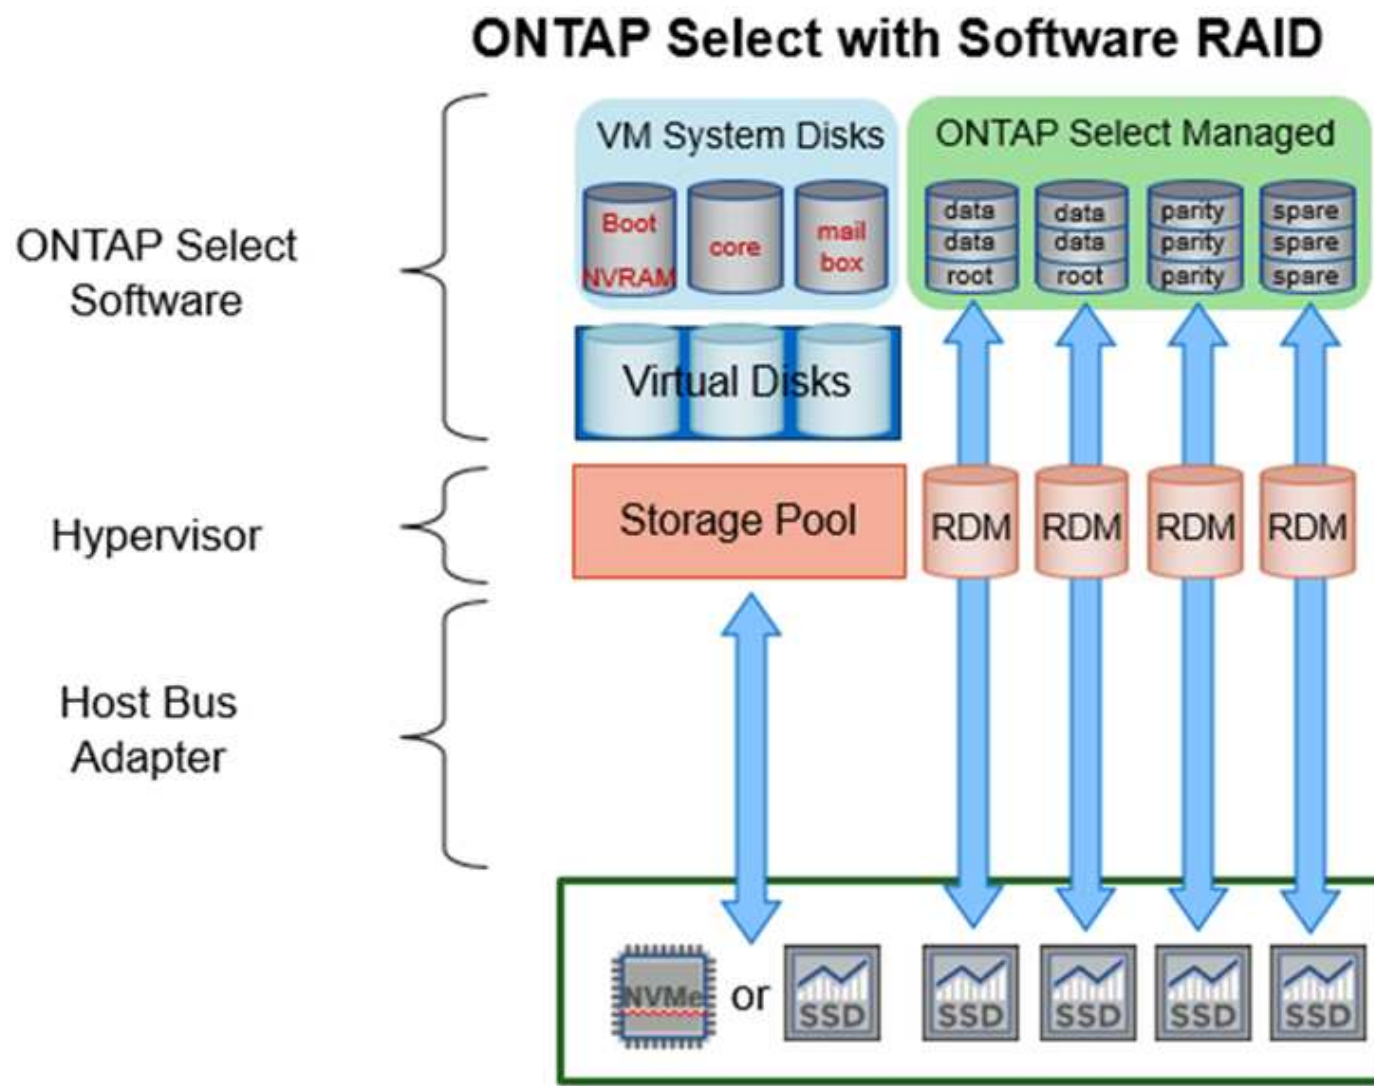 ONTAP Select with Software RAID
ONTAP Select
Software
VM System Disks
Boot
NVRAM
core
mail
box
ONTAP Select Managed
data
data
root
data
data
root
parity
parity
parity
spare
spare
spare
Virtual Disks
Hypervisor
Storage Pool
RDM
RDM
RDM
RDM
Host Bus
Adapter
NVMe
or
SSD
SSD
SSD
SSD
SSD